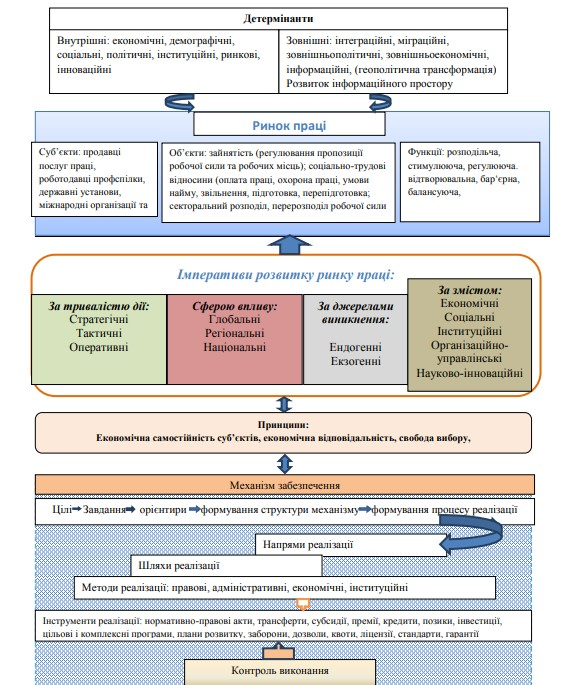 Детермінанти
Внутрішні: економічні, демографічні,
соціальні, політичні, інституційні, ринкові,
інноваційні
Зовнішні: інтеграційні, міграційні,
зовнішньополітичні, зовнішньоекономічні,
інформаційні, (геополітична трансформація)
Розвиток інформаційного простору
Ринок праці
Суб’єкти: продавці
послуг праці,
роботодавці профспілки,
державні установи,
міжнародні організації та
Об’єкти: зайнятість (регулювання пропозиції
робочої сили та робочих місць); соціально-трудові
відносини (оплата праці, охорона праці, умови
найму, звільнення, підготовка, перепідготовка;
секторальний розподіл, перерозподіл робочої сили
Функції: розподільча,
стимулююча, регулююча.
відтворювальна, бар’єрна,
балансуюча,
Імперативи розвитку ринку праці:
За тривалістю дії:
Стратегічні
Тактичні
Оперативні
Сферою впливу:
Глобальні
Регіональні
Національні
За джерелами
виникнення:
Ендогенні
Екзогенні
За змістом:
Економічні
Соціальні
Інституційні
Організаційно-
управлінські
Науково-інноваційні
Принципи:
Економічна самостійність суб’єктів, економічна відповідальність, свобода вибору,
Механізм забезпечення
Цілі Завдання орієнтири формування структури механізму формування процесу реалізації
Напрями реалізації
Шляхи реалізації
Методи реалізації: правові, адміністративні, економічні, інституційні
Інструменти реалізації: нормативно-правові акти, трансферти, субсидії, премії, кредити, позики, інвестиції,
цільові і комплексні програми, плани розвитку, заборони, дозволи, квоти, ліцензії, стандарти, гарантії
Контроль виконання